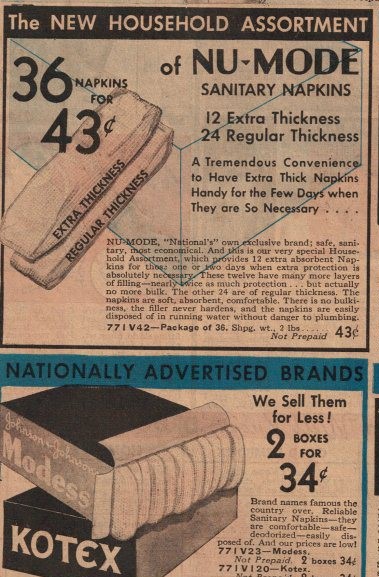 The NEW HOUSEHOLD ASSORTMENT
36 NAPKINS FOR 43¢
of NU-MODE
SANITARY NAPKINS
12 Extra Thickness
24 Regular Thickness
A Tremendous Convenience
to Have Extra Thick Napkins
Handy for the Few Days when
They are So Necessary . . . .
EXTRA THICKNESS
REGULAR THICKNESS
NU-MODE, "National's" own exclusive brand; safe, sani-
tary, most economical. And this is our very special House-
hold Assortment, which provides 12 extra absorbent Nap-
kins for those one or two days when extra protection is
absolutely necessary. These twelve have many more layers
of filling—nearly twice as much protection . . . but actually
no more bulk. The other 24 are of regular thickness. The
napkins are soft, absorbent, comfortable. There is no bulki-
ness, the filler never hardens, and the napkins are easily
disposed of in running water without danger to plumbing.
771V42—Package of 36. Shpg. wt., 2 lbs. . . . .
Not Prepaid 43¢
NATIONALLY ADVERTISED BRANDS
We Sell Them
for Less!
2 BOXES
FOR
34¢
Johnson & Johnson
Modess
KOTEX
Brand names famous the
country over. Reliable
Sanitary Napkins—they
are comfortable—safe—
deodorized—easily dis-
posed of. And our prices are low!
771V23—Modess.
Not Prepaid. 2 boxes 34¢
771V120—Kotex.